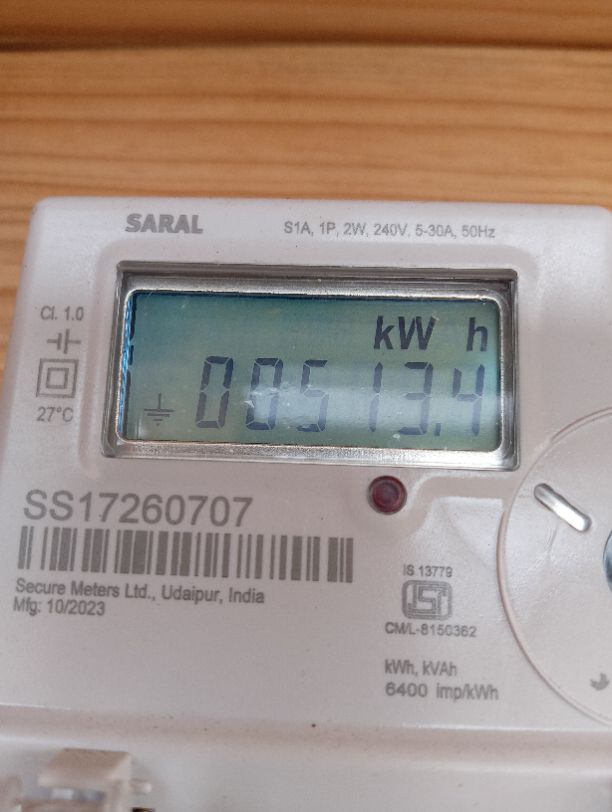 SARAL
S1A, 1P, 2W, 240V, 5-30A, 50Hz
Cl. 1.0
kW h
00513.4
27°C
SS17260707
Secure Meters Ltd., Udaipur, India
Mfg: 10/2023
IS 13779
ISI
CM/L-8150362
kWh, kVAh
6400 imp/kWh